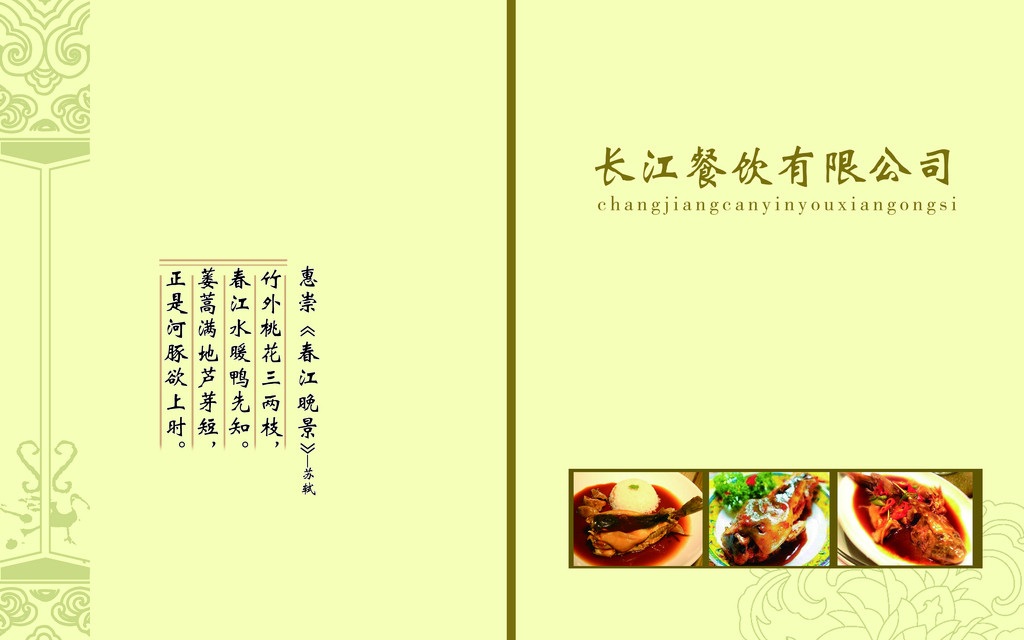 长江餐饮有限公司
changjiangcanyinyouxiangongsi
惠崇《春江晚景》—苏轼
竹外桃花三两枝，
春江水暖鸭先知。
蒌蒿满地芦芽短，
正是河豚欲上时。